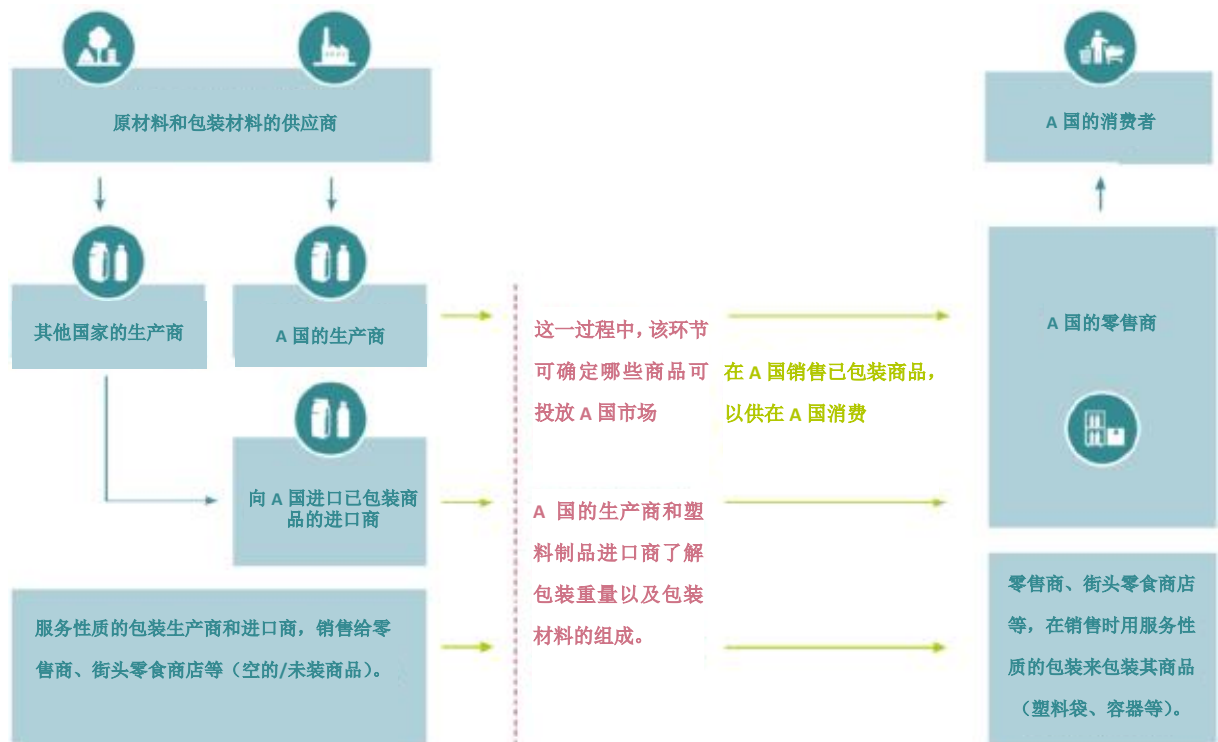 原材料和包装材料的供应商
A 国的消费者
其他国家的生产商
A 国的生产商
这一过程中，该环节
可确定哪些商品可
投放 A 国市场
在 A 国销售已包装商品，
以供在 A 国消费
A 国的零售商
向 A 国进口已包装商
品的进口商
A 国的生产商和塑
料制品进口商了解
包装重量以及包装
材料的组成。
服务性质的包装生产商和进口商，销售给零
售商、街头零食商店等（空的/未装商品）。
零售商、街头零食商店
等，在销售时用服务性
质的包装来包装其商品
（塑料袋、容器等）。